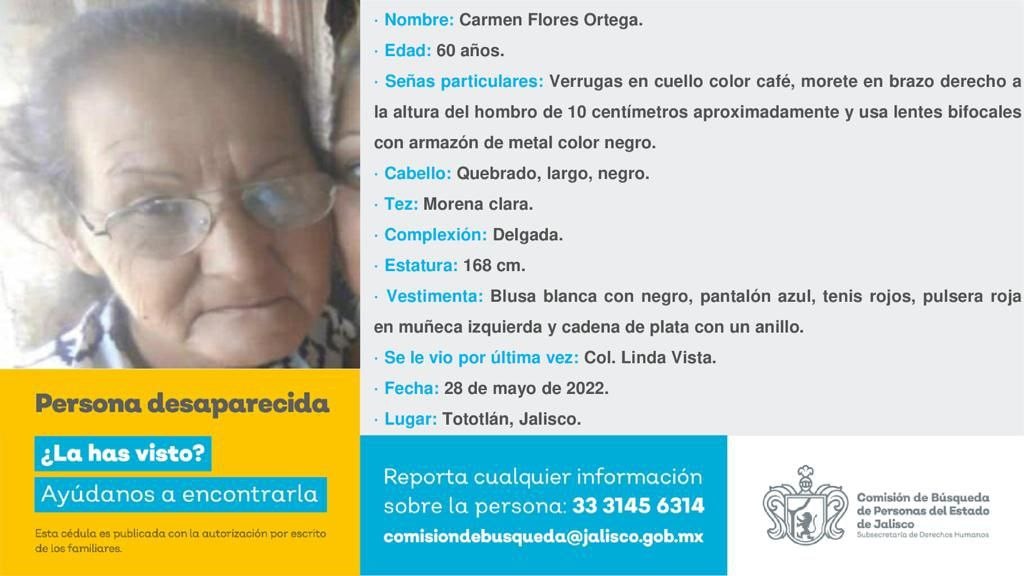 · Nombre: Carmen Flores Ortega.
· Edad: 60 años.
· Señas particulares: Verrugas en cuello color café, morete en brazo derecho a
la altura del hombro de 10 centímetros aproximadamente y usa lentes bifocales
con armazón de metal color negro.
· Cabello: Quebrado, largo, negro.
· Tez: Morena clara.
· Complexión: Delgada.
· Estatura: 168 cm.
· Vestimenta: Blusa blanca con negro, pantalón azul, tenis rojos, pulsera roja
en muñeca izquierda y cadena de plata con un anillo.
· Se le vio por última vez: Col. Linda Vista.
· Fecha: 28 de mayo de 2022.
· Lugar: Tototlán, Jalisco.
Persona desaparecida
¿La has visto?
Ayúdanos a encontrarla
Esta cédula es publicada con la autorización por escrito
de los familiares.
Reporta cualquier información
sobre la persona: 33 3145 6314
comisiondebusqueda@jalisco.gob.mx
Comisión de Búsqueda
de Personas del Estado
de Jalisco
Subsecretaría de Derechos Humanos